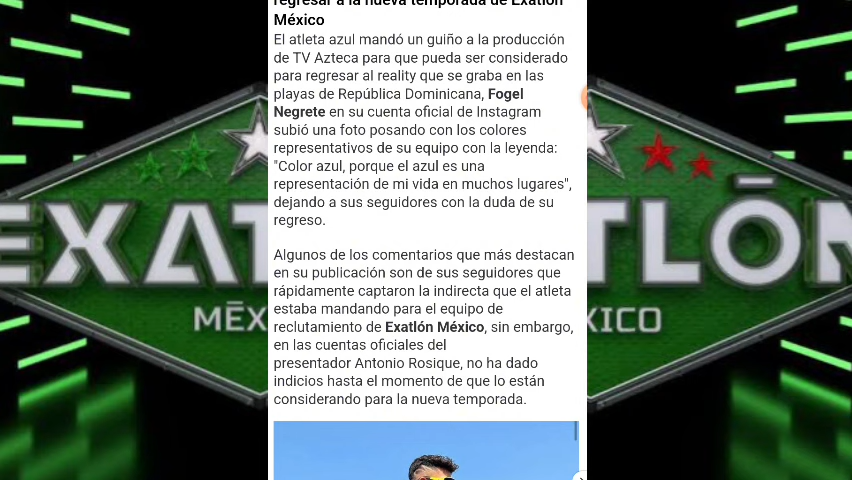 regresar a la nueva temporada de Exatlón
México
El atleta azul mandó un guiño a la producción
de TV Azteca para que pueda ser considerado
para regresar al reality que se graba en las
playas de República Dominicana, Fogel
Negrete en su cuenta oficial de Instagram
subió una foto posando con los colores
representativos de su equipo con la leyenda:
"Color azul, porque el azul es una
representación de mi vida en muchos lugares",
dejando a sus seguidores con la duda de su
regreso.
Algunos de los comentarios que más destacan
en su publicación son de sus seguidores que
rápidamente captaron la indirecta que el atleta
estaba mandando para el equipo de
reclutamiento de Exatlón México, sin embargo,
en las cuentas oficiales del
presentador Antonio Rosique, no ha dado
indicios hasta el momento de que lo están
considerando para la nueva temporada.
EXAT
MĒX
TLŌN
XICO